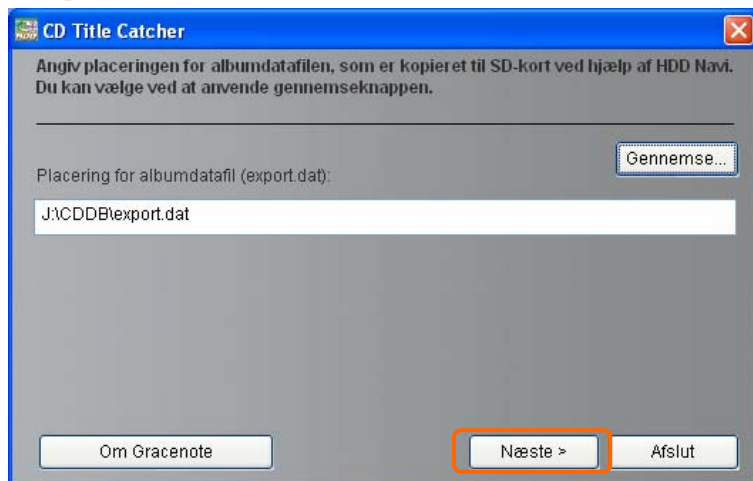 CD Title Catcher
Angiv placeringen for albumdatafilen, som er kopieret til SD-kort ved hjælp af HDD Navi.
Du kan vælge ved at anvende gennemseknappen.
Gennemse...
Placering for albumdatafil (export.dat):
J:\CDDB\export.dat
Om Gracenote
Næste >
Afslut